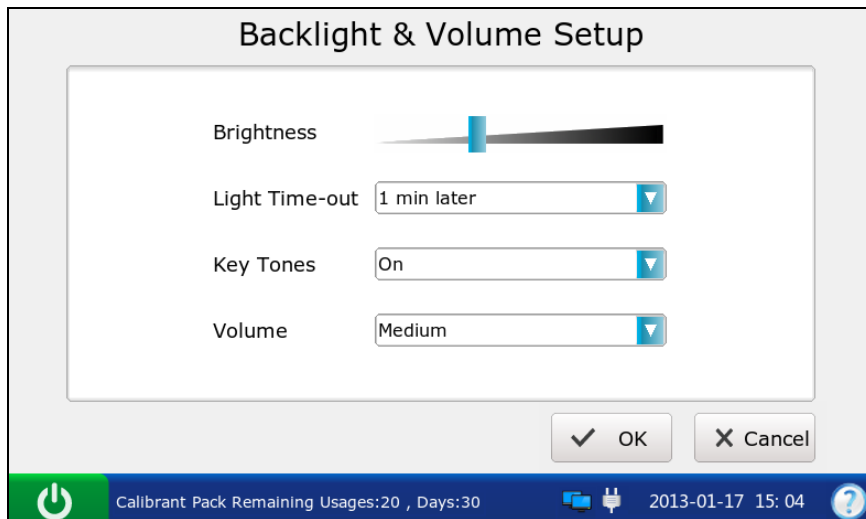 Backlight & Volume Setup
Brightness
Light Time-out 1 min later
Key Tones On
Volume Medium
OK Cancel
Calibrant Pack Remaining Usages:20 , Days:30 2013-01-17 15: 04 ?